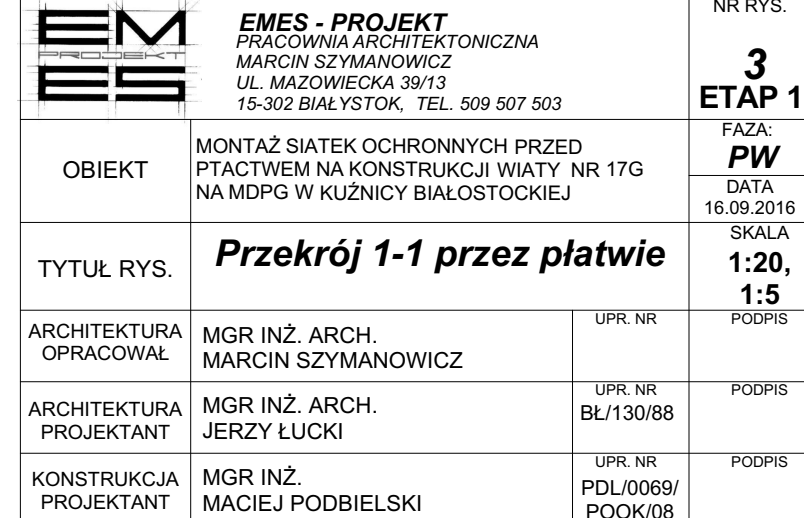 EM
PROJEKT
ES
EMES - PROJEKT
PRACOWNIA ARCHITEKTONICZNA
MARCIN SZYMANOWICZ
UL. MAZOWIECKA 39/13
15-302 BIAŁYSTOK, TEL. 509 507 503
NR RYS.
3
ETAP 1
OBIEKT
MONTAŻ SIATEK OCHRONNYCH PRZED
PTACTWEM NA KONSTRUKCJI WIATY NR 17G
NA MDPG W KUŹNICY BIAŁOSTOCKIEJ
FAZA:
PW
DATA
16.09.2016
TYTUŁ RYS.
Przekrój 1-1 przez płatwie
SKALA
1:20,
1:5
ARCHITEKTURA
OPRACOWAŁ
MGR INŻ. ARCH.
MARCIN SZYMANOWICZ
UPR. NR
PODPIS
ARCHITEKTURA
PROJEKTANT
MGR INŻ. ARCH.
JERZY ŁUCKI
UPR. NR
BŁ/130/88
PODPIS
KONSTRUKCJA
PROJEKTANT
MGR INŻ.
MACIEJ PODBIELSKI
UPR. NR
PDL/0069/
POOK/08
PODPIS